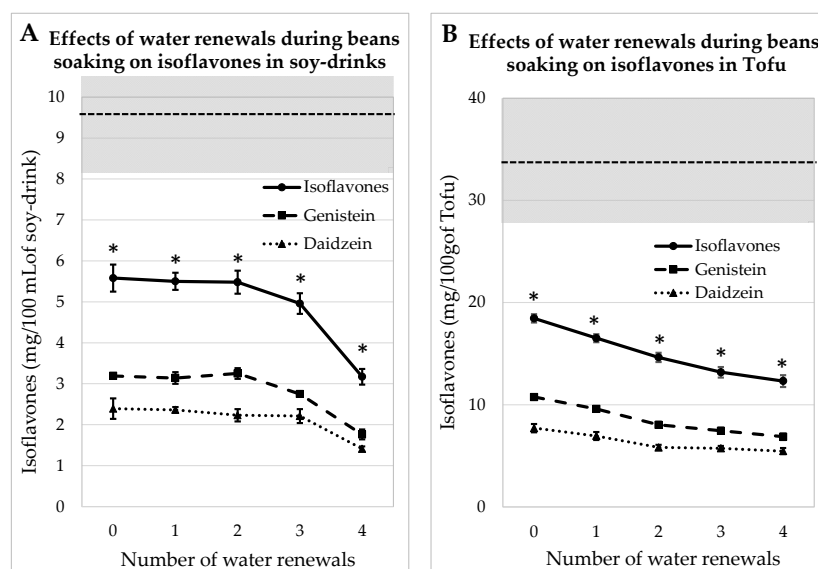 A Effects of water renewals during beans
soaking on isoflavones in soy-drinks
Isoflavones (mg/100 mLof soy-drink)
10
9
8
7
6
5
4
3
2
1
0
Isoflavones
Genistein
Daidzein
*
*
*
*
*
0 1 2 3 4
Number of water renewals
B Effects of water renewals during beans
soaking on isoflavones in Tofu
Isoflavones (mg/100gof Tofu)
40
30
20
10
0
Isoflavones
Genistein
Daidzein
*
*
*
*
*
0 1 2 3 4
Number of water renewals